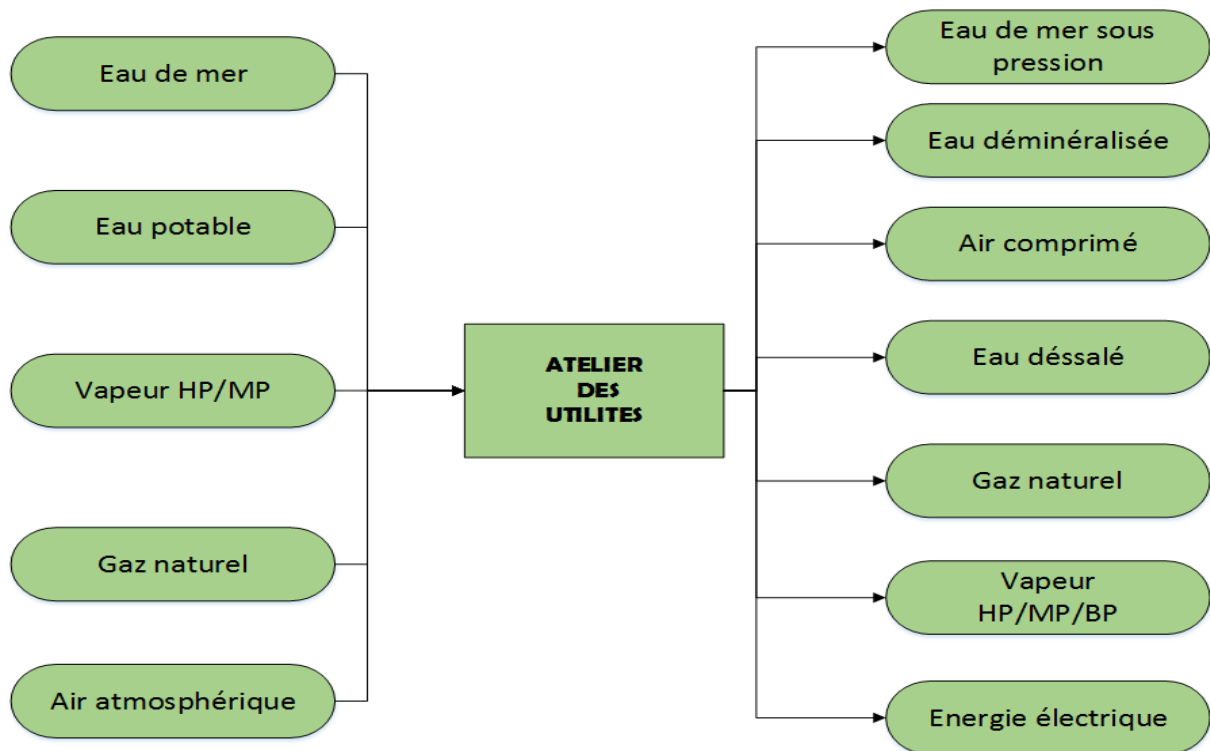 Eau de mer
Eau potable
Vapeur HP/MP
Gaz naturel
Air atmosphérique
ATELIER
DES
UTILITES
Eau de mer sous
pression
Eau déminéralisée
Air comprimé
Eau déssalé
Gaz naturel
Vapeur
HP/MP/BP
Energie électrique